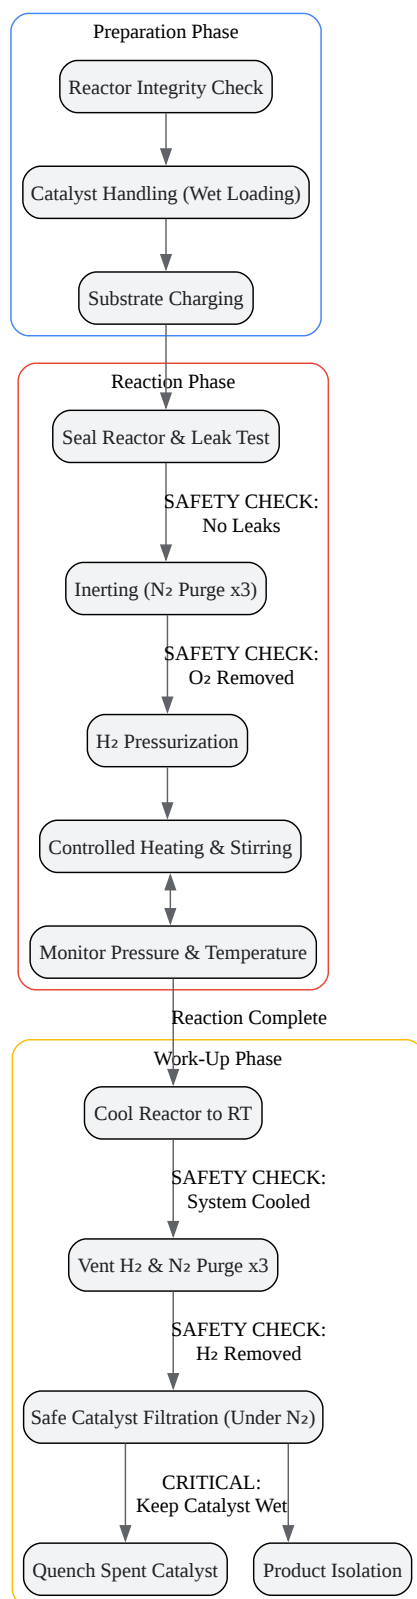 Preparation Phase
Reactor Integrity Check
Catalyst Handling (Wet Loading)
Substrate Charging
Reaction Phase
Seal Reactor & Leak Test
SAFETY CHECK:
No Leaks
Inerting (N₂ Purge x3)
SAFETY CHECK:
O₂ Removed
H₂ Pressurization
Controlled Heating & Stirring
Monitor Pressure & Temperature
Reaction Complete
Work-Up Phase
Cool Reactor to RT
SAFETY CHECK:
System Cooled
Vent H₂ & N₂ Purge x3
SAFETY CHECK:
H₂ Removed
Safe Catalyst Filtration (Under N₂)
CRITICAL:
Keep Catalyst Wet
Quench Spent Catalyst
Product Isolation